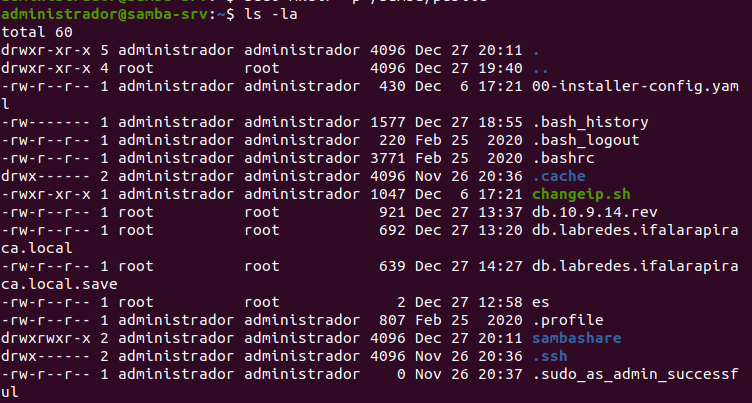 administrador@samba-srv:~$ ls -la
total 60
drwxr-xr-x 5 administrador administrador 4096 Dec 27 20:11 .
drwxr-xr-x 4 root          root          4096 Dec 27 19:40 ..
-rw-r--r-- 1 administrador administrador  430 Dec  6 17:21 00-installer-config.yam
l
-rw------- 1 administrador administrador 1577 Dec 27 18:55 .bash_history
-rw-r--r-- 1 administrador administrador  220 Feb 25  2020 .bash_logout
-rw-r--r-- 1 administrador administrador 3771 Feb 25  2020 .bashrc
drwx------ 2 administrador administrador 4096 Nov 26 20:36 .cache
-rwxr-xr-x 1 administrador administrador 1047 Dec  6 17:21 changeip.sh
-rw-r--r-- 1 root          root           921 Dec 27 13:37 db.10.9.14.rev
-rw-r--r-- 1 root          root           692 Dec 27 13:20 db.labredes.ifalarapira
ca.local
-rw-r--r-- 1 root          root           639 Dec 27 14:27 db.labredes.ifalarapira
ca.local.save
-rw-r--r-- 1 root          root             2 Dec 27 12:58 es
-rw-r--r-- 1 administrador administrador  807 Feb 25  2020 .profile
drwxrwxr-x 2 administrador administrador 4096 Dec 27 20:11 sambashare
drwx------ 2 administrador administrador 4096 Nov 26 20:36 .ssh
-rw-r--r-- 1 administrador administrador    0 Nov 26 20:37 .sudo_as_admin_successf
ul